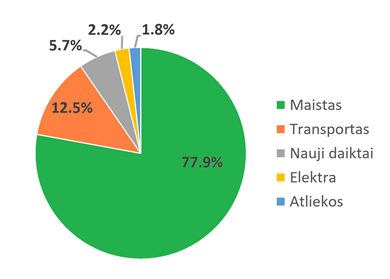 2.2%
1.8%
5.7%
12.5%
77.9%
Maistas
Transportas
Nauji daiktai
Elektra
Atliekos